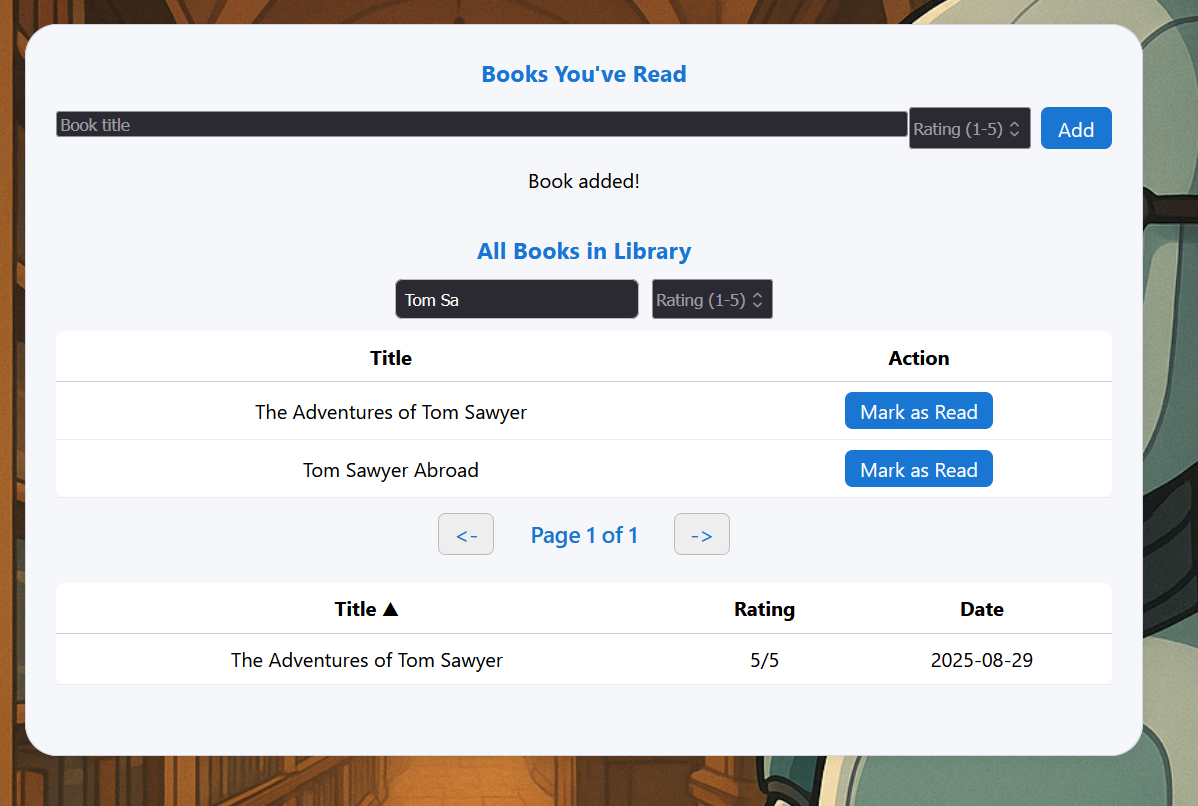 Books You've Read
Book title Rating (1-5) Add
Book added!
All Books in Library
Tom Sa Rating (1-5)
Title Action
The Adventures of Tom Sawyer Mark as Read
Tom Sawyer Abroad Mark as Read
<- Page 1 of 1 ->
Title ▲ Rating Date
The Adventures of Tom Sawyer 5/5 2025-08-29